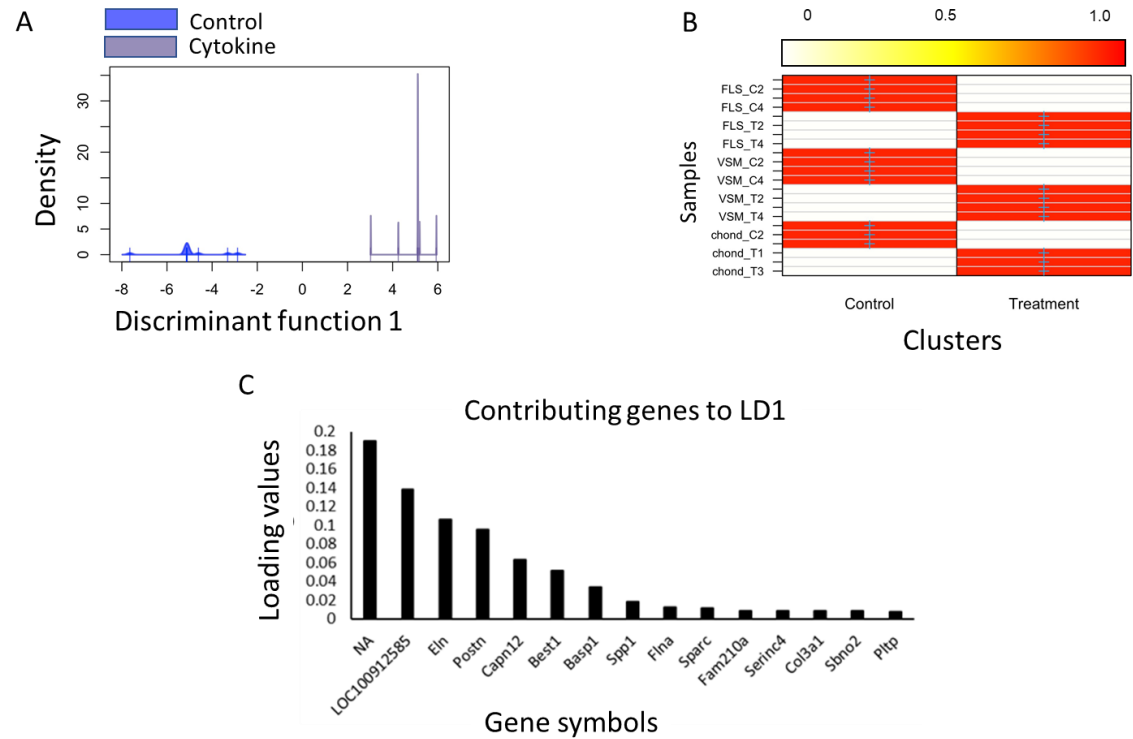 A
Control
Cytokine
Density
30
20
10
5
0
-8
-6
-4
-2
0
2
4
6
Discriminant function 1
B
0
0.5
1.0
Samples
FLS_C2
FLS_C4
FLS_T2
FLS_T4
VSM_C2
VSM_C4
VSM_T2
VSM_T4
chond_C2
chond_T1
chond_T3
Control
Treatment
Clusters
C
Contributing genes to LD1
Loading values
0.2
0.18
0.16
0.14
0.12
0.1
0.08
0.06
0.04
0.02
0
NA
LOC100912585
Eln
Postn
Capn12
Best1
Basp1
Spp1
Flna
Sparc
Fam210a
Serinc4
Col3a1
Sbno2
Pltp
Gene symbols